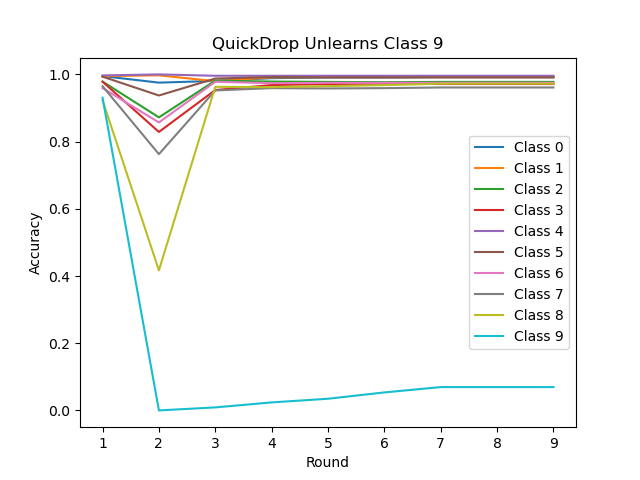 QuickDrop Unlearns Class 9
Accuracy
1.0
0.8
0.6
0.4
0.2
0.0
Class 0
Class 1
Class 2
Class 3
Class 4
Class 5
Class 6
Class 7
Class 8
Class 9
1 2 3 4 5 6 7 8 9
Round